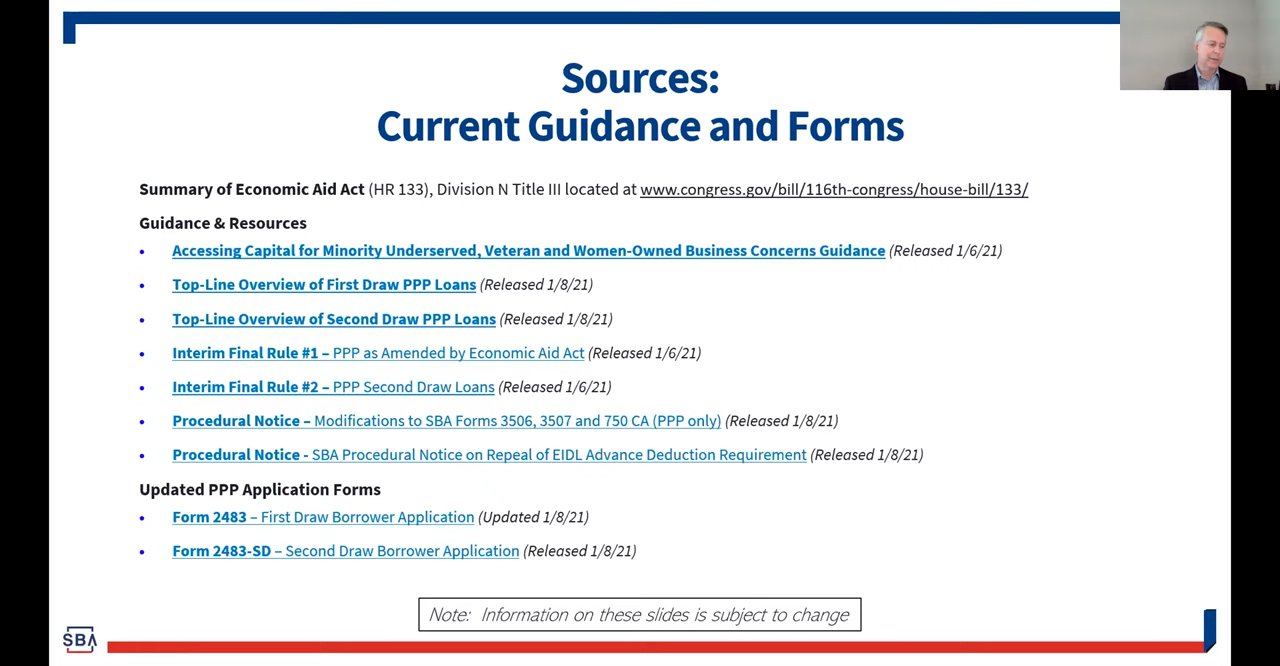 Sources:
Current Guidance and Forms
Summary of Economic Aid Act (HR 133), Division N Title III located at www.congress.gov/bill/116th-congress/house-bill/133/
Guidance & Resources
• Accessing Capital for Minority Underserved, Veteran and Women-Owned Business Concerns Guidance (Released 1/6/21)
• Top-Line Overview of First Draw PPP Loans (Released 1/8/21)
• Top-Line Overview of Second Draw PPP Loans (Released 1/8/21)
• Interim Final Rule #1 – PPP as Amended by Economic Aid Act (Released 1/6/21)
• Interim Final Rule #2 – PPP Second Draw Loans (Released 1/6/21)
• Procedural Notice – Modifications to SBA Forms 3506, 3507 and 750 CA (PPP only) (Released 1/8/21)
• Procedural Notice - SBA Procedural Notice on Repeal of EIDL Advance Deduction Requirement (Released 1/8/21)
Updated PPP Application Forms
• Form 2483 – First Draw Borrower Application (Updated 1/8/21)
• Form 2483-SD – Second Draw Borrower Application (Released 1/8/21)
Note: Information on these slides is subject to change
SBA